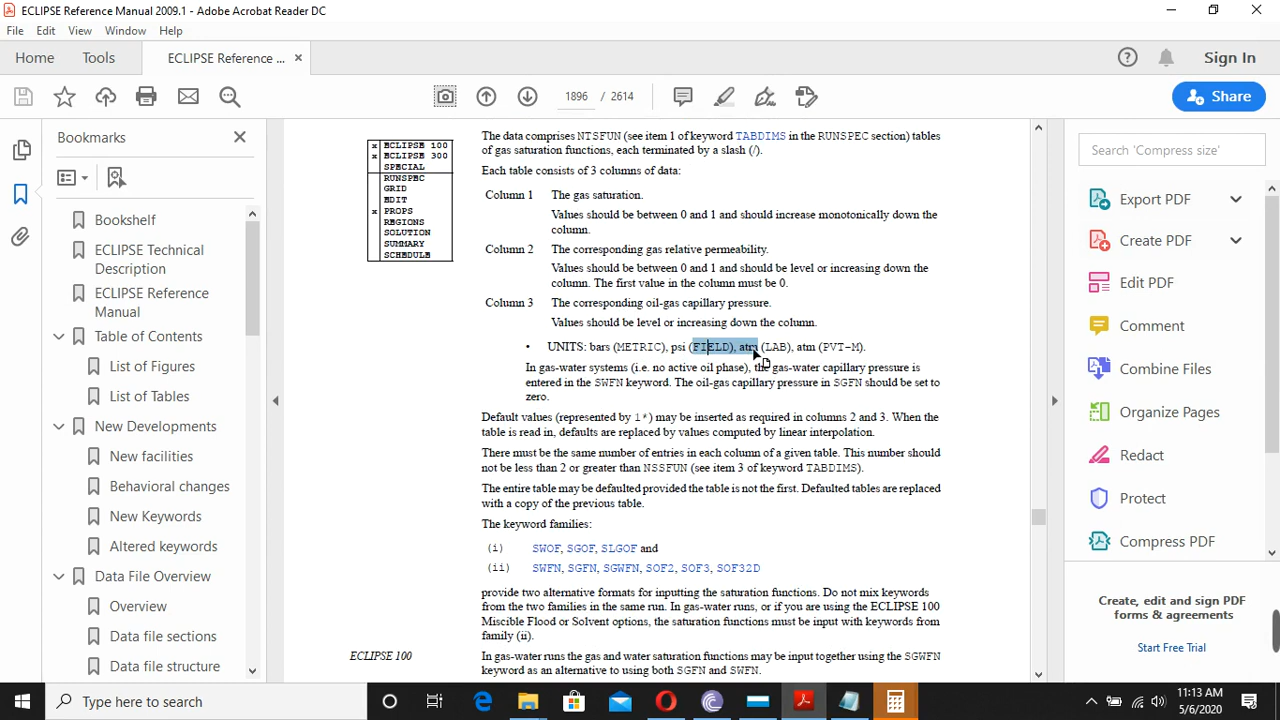 ECLIPSE Reference Manual 2009.1 - Adobe Acrobat Reader DC
File Edit View Window Help
Home Tools ECLIPSE Reference ... × Sign In
1896 / 2614 Share
Bookmarks
Bookshelf
ECLIPSE Technical
Description
ECLIPSE Reference
Manual
Table of Contents
List of Figures
List of Tables
New Developments
New facilities
Behavioral changes
New Keywords
Altered keywords
Data File Overview
Overview
Data file sections
Data file structure
x ECLIPSE 100
x ECLIPSE 300
SPECIAL
RUNSPEC
GRID
EDIT
x PROPS
REGIONS
SOLUTION
SUMMARY
SCHEDULE
The data comprises NTSFUN (see item 1 of keyword TABDIMS in the RUNSPEC section) tables
of gas saturation functions, each terminated by a slash (/).
Each table consists of 3 columns of data:
Column 1 The gas saturation.
Values should be between 0 and 1 and should increase monotonically down the
column.
Column 2 The corresponding gas relative permeability.
Values should be between 0 and 1 and should be level or increasing down the
column. The first value in the column must be 0.
Column 3 The corresponding oil-gas capillary pressure.
Values should be level or increasing down the column.
• UNITS: bars (METRIC), psi (FIELD), atm (LAB), atm (PVT-M).
In gas-water systems (i.e. no active oil phase), the gas-water capillary pressure is
entered in the SWFN keyword. The oil-gas capillary pressure in SGFN should be set to
zero.
Default values (represented by 1*) may be inserted as required in columns 2 and 3. When the
table is read in, defaults are replaced by values computed by linear interpolation.
There must be the same number of entries in each column of a given table. This number should
not be less than 2 or greater than NSSFUN (see item 3 of keyword TABDIMS).
The entire table may be defaulted provided the table is not the first. Defaulted tables are replaced
with a copy of the previous table.
The keyword families:
(i) SWOF, SGOF, SLGOF and
(ii) SWFN, SGFN, SGWFN, SOF2, SOF3, SOF32D
provide two alternative formats for inputting the saturation functions. Do not mix keywords
from the two families in the same run. In gas-water runs, or if you are using the ECLIPSE 100
Miscible Flood or Solvent options, the saturation functions must be input with keywords from
family (ii).
ECLIPSE 100 In gas-water runs the gas and water saturation functions may be input together using the SGWFN
keyword as an alternative to using both SGFN and SWFN.
Search 'Compress size'
Export PDF
Create PDF
Edit PDF
Comment
Combine Files
Organize Pages
Redact
Protect
Compress PDF
Create, edit and sign PDF
forms & agreements
Start Free Trial
Type here to search
11:13 AM
5/6/2020